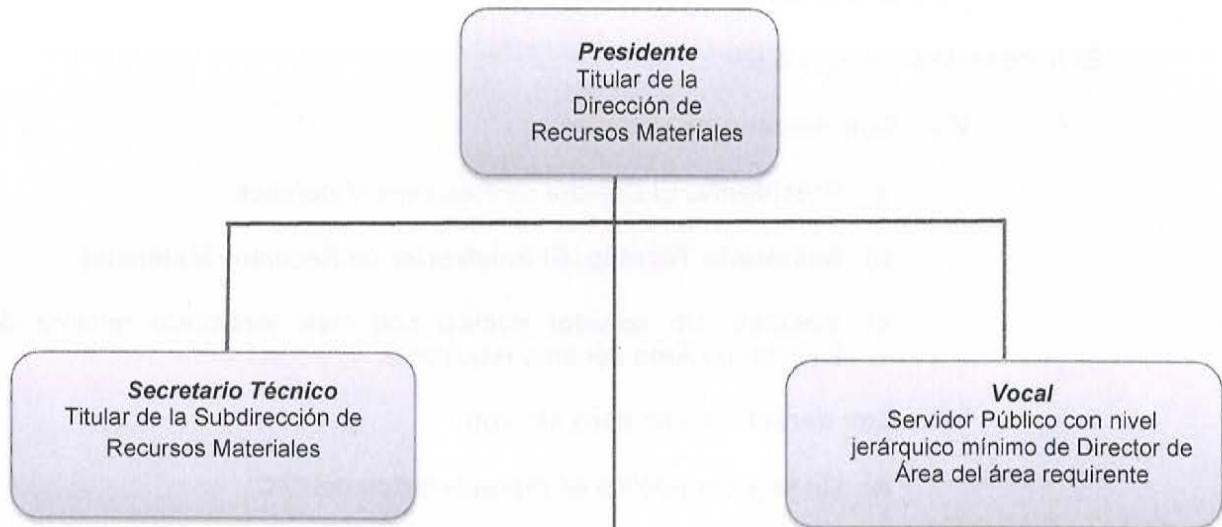 Presidente
Titular de la
Dirección de
Recursos Materiales
Secretario Técnico
Titular de la Subdirección de
Recursos Materiales
Vocal
Servidor Público con nivel
jerárquico mínimo de Director de
Área del área requirente